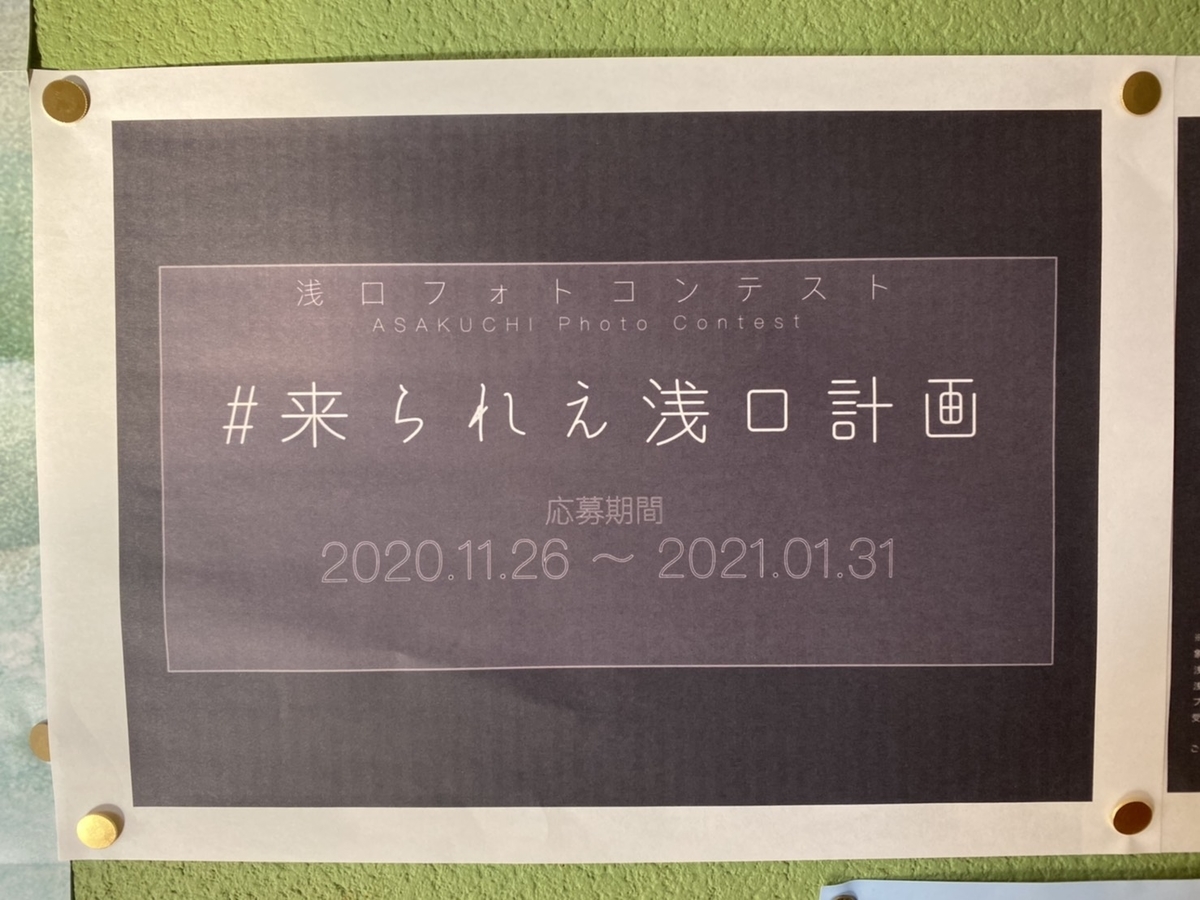 浅口フォトコンテスト
ASAKUCHI Photo Contest
#来られえ浅口計画
応募期間
2020.11.26 〜 2021.01.31